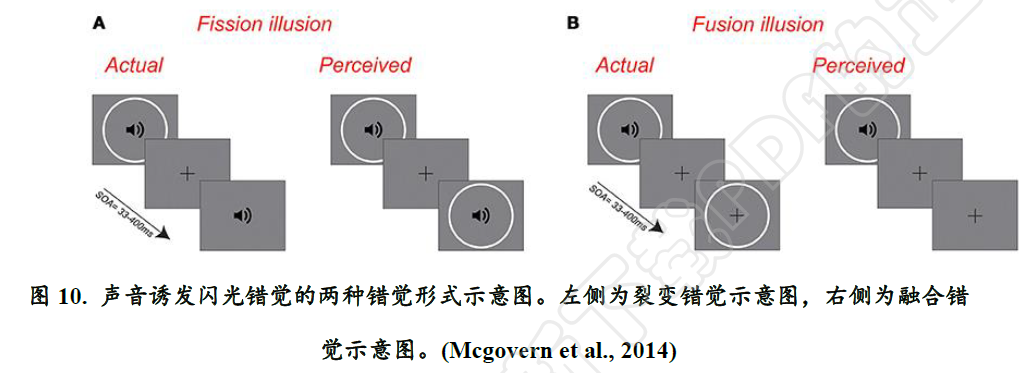 A Fission illusion
Actual Perceived
SOA= 33-400ms
B Fusion illusion
Actual Perceived
SOA= 33-400ms
图 10. 声音诱发闪光错觉的两种错觉形式示意图。左侧为裂变错觉示意图，右侧为融合错
觉示意图。(Mcgovern et al., 2014)